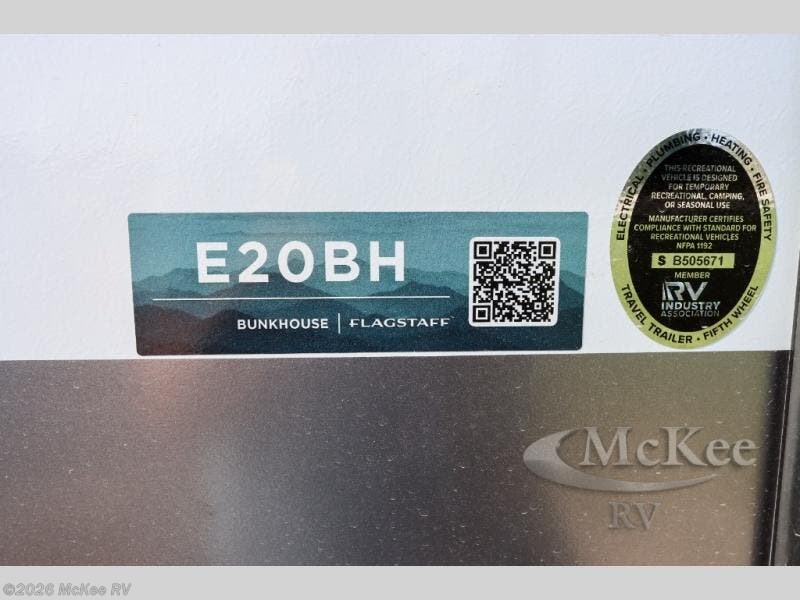 E20BH
BUNKHOUSE | FLAGSTAFF
ELECTRICAL • PLUMBING • HEATING • FIRE SAFETY
THIS RECREATIONAL
VEHICLE IS DESIGNED
FOR TEMPORARY
RECREATIONAL, CAMPING,
OR SEASONAL USE
MANUFACTURER CERTIFIES
COMPLIANCE WITH STANDARD FOR
RECREATIONAL VEHICLES
NFPA 1192
S B505671
MEMBER
RV
INDUSTRY
ASSOCIATION
TRAVEL TRAILER • FIFTH WHEEL
McKee
RV
©2026 McKee RV